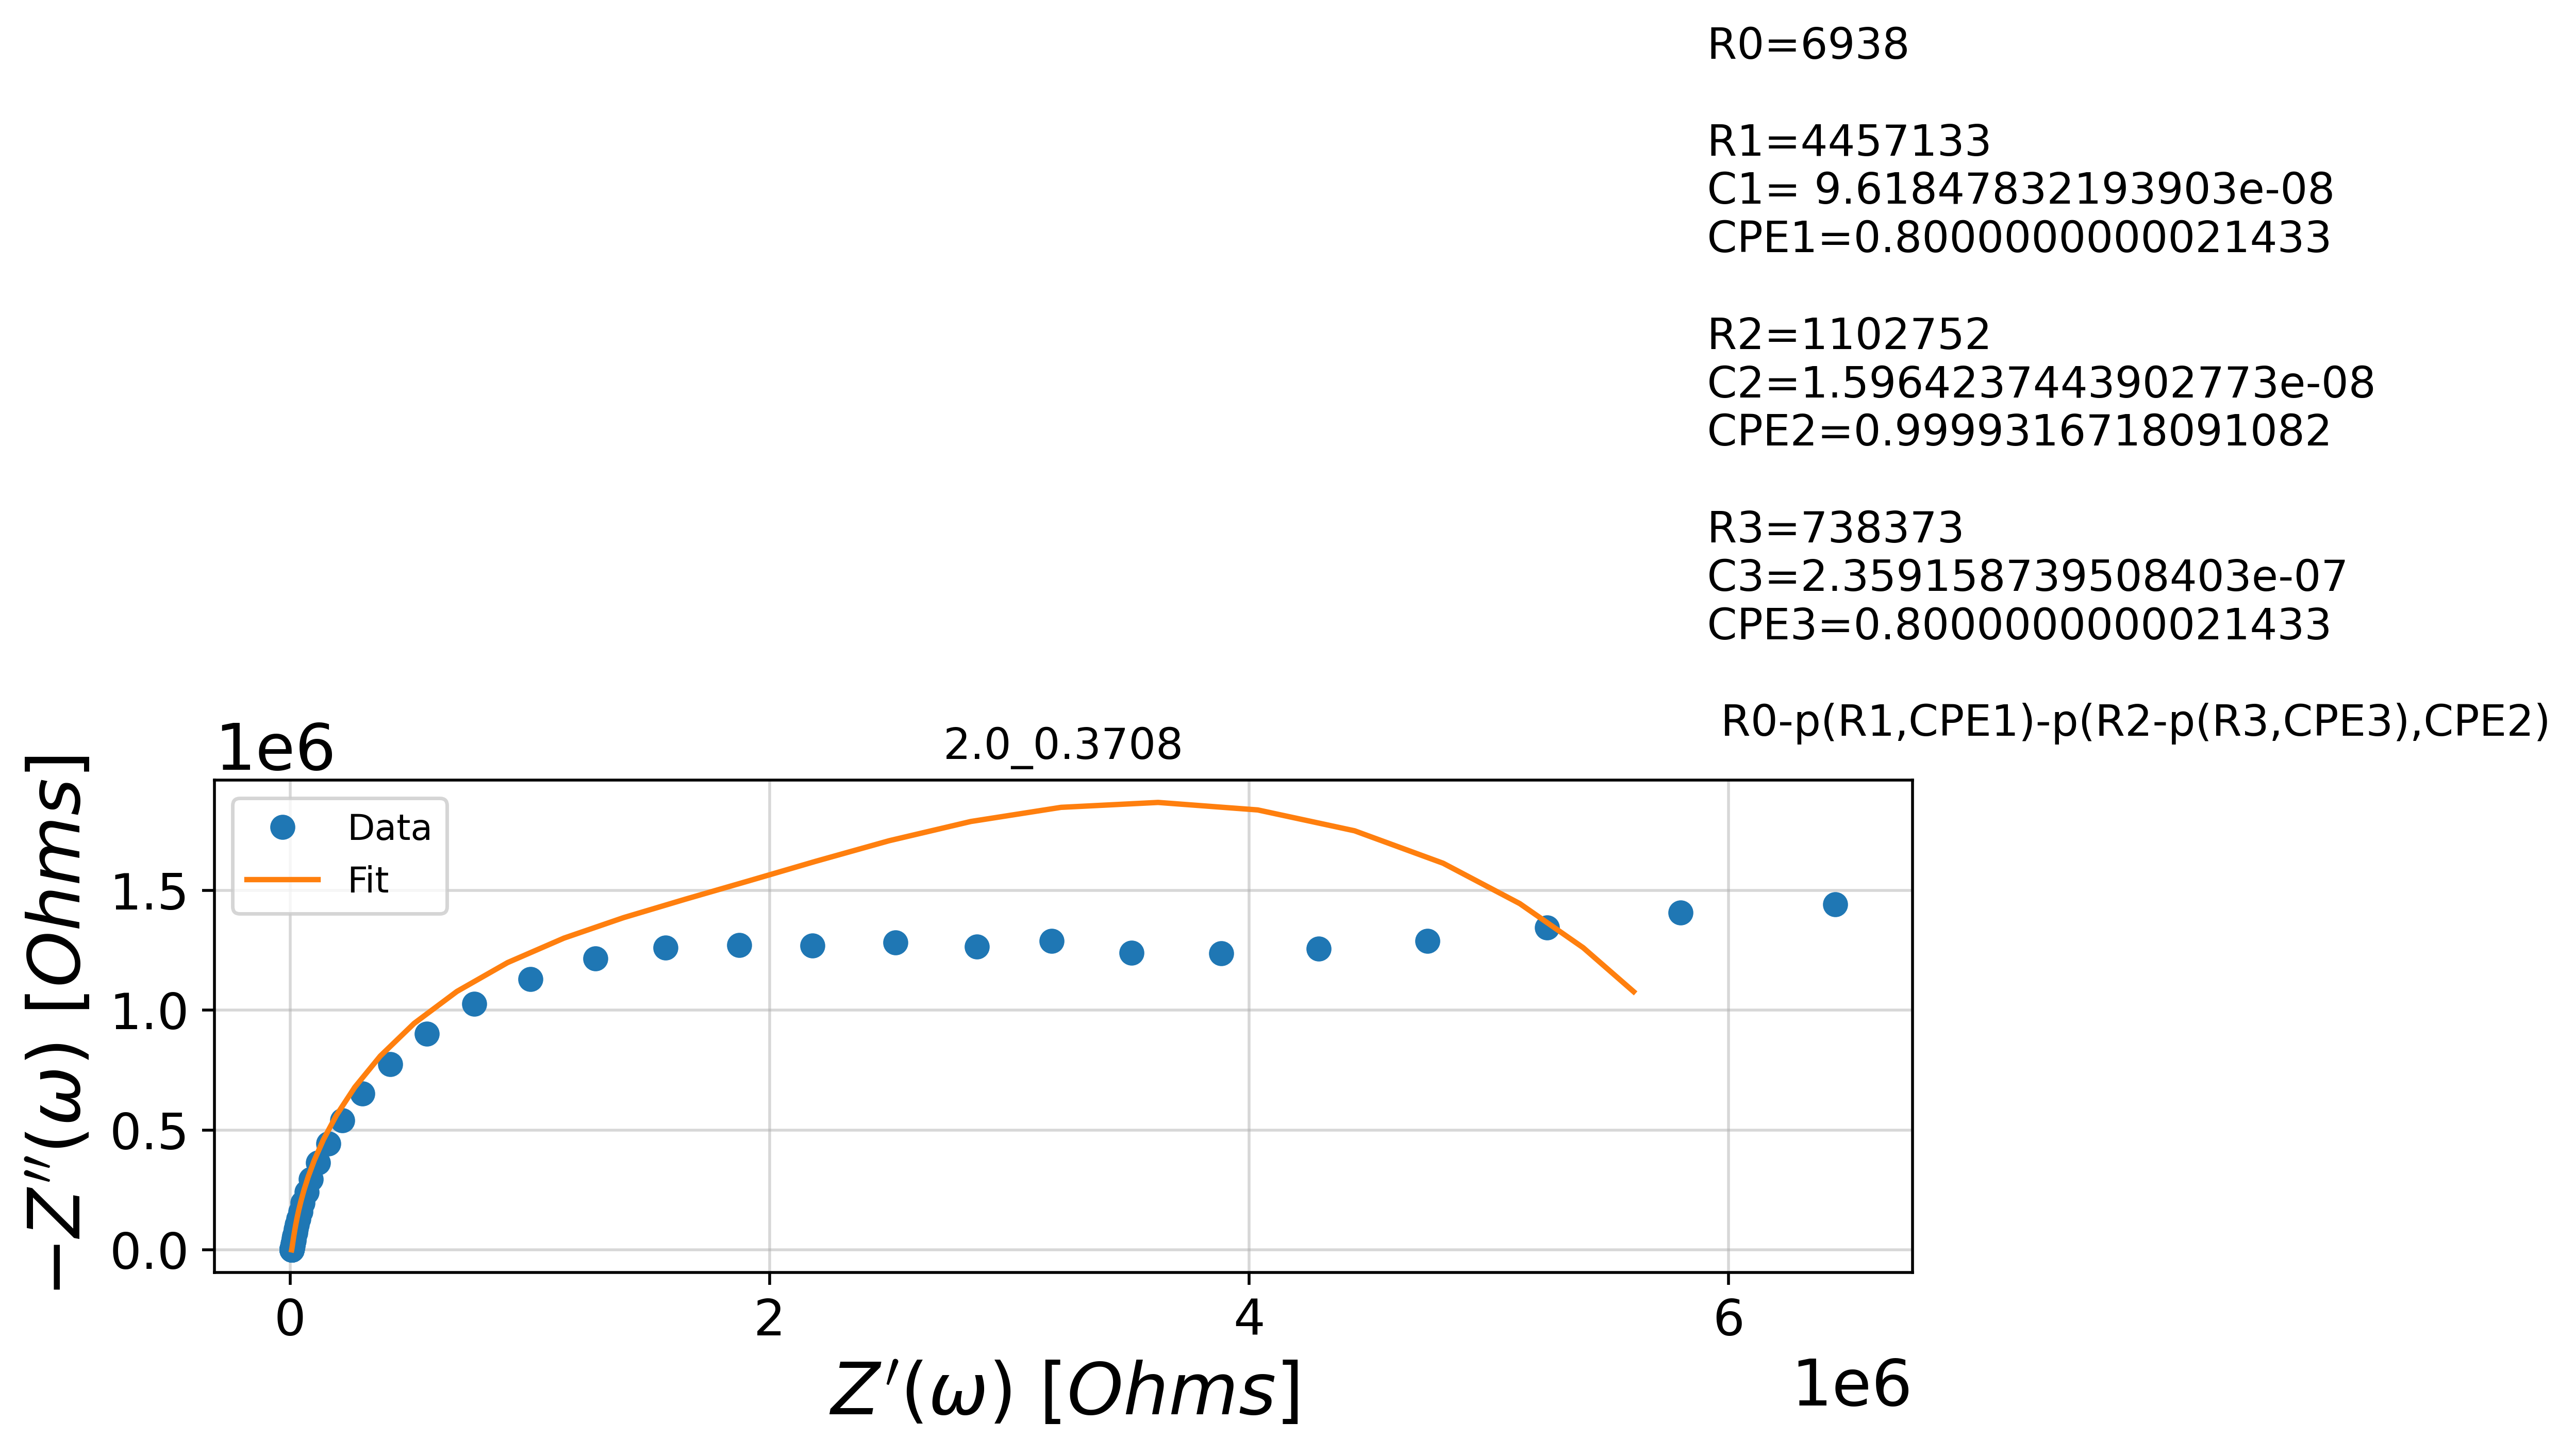 R0=6938
R1=4457133
C1= 9.61847832193903e-08
CPE1=0.8000000000021433
R2=1102752
C2=1.5964237443902773e-08
CPE2=0.9999316718091082
R3=738373
C3=2.359158739508403e-07
CPE3=0.8000000000021433
R0-p(R1,CPE1)-p(R2-p(R3,CPE3),CPE2)
1e6
2.0_0.3708
Data
Fit
−Z′′(ω) [Ohms]
1.5
1.0
0.5
0.0
0 2 4 6
Z′(ω) [Ohms]
1e6